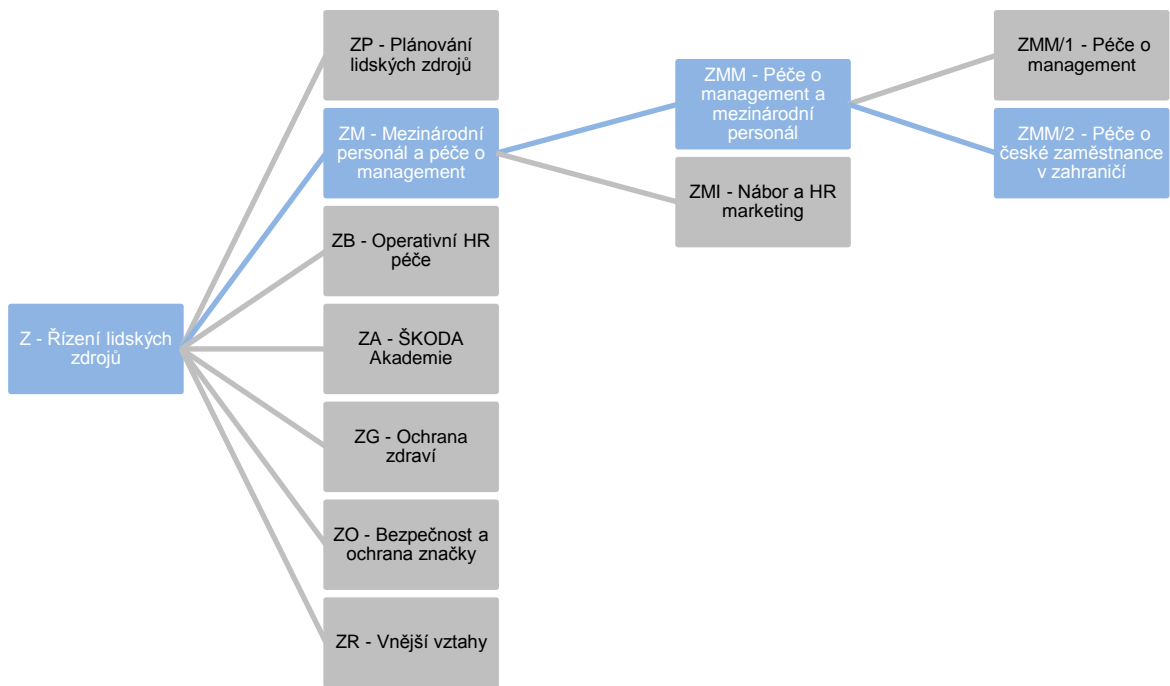 Z - Řízení lidských
zdrojů
ZP - Plánování
lidských zdrojů
ZM - Mezinárodní
personál a péče o
management
ZB - Operativní HR
péče
ZA - ŠKODA
Akademie
ZG - Ochrana
zdraví
ZO - Bezpečnost a
ochrana značky
ZR - Vnější vztahy
ZMM - Péče o
management a
mezinárodní
personál
ZMI - Nábor a HR
marketing
ZMM/1 - Péče o
management
ZMM/2 - Péče o
české zaměstnance
v zahraničí